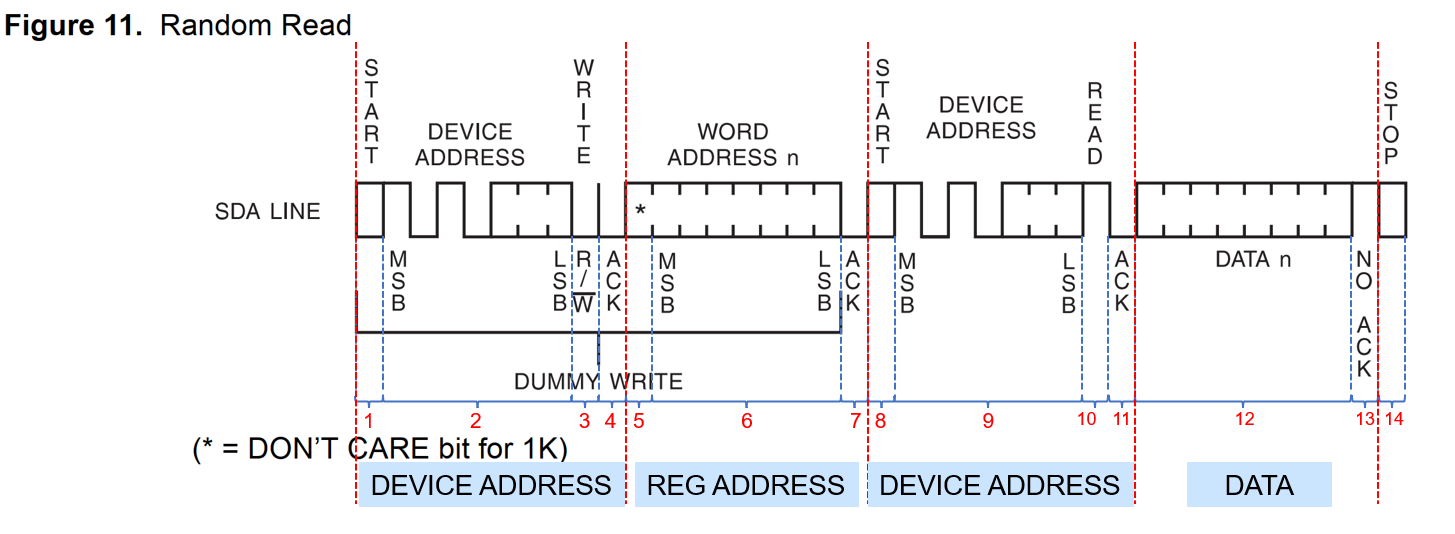 Figure 11. Random Read
START
WRITE
START
READ
STOP
DEVICE
ADDRESS
WORD
ADDRESS n
DEVICE
ADDRESS
SDA LINE
*
MSB
LSB
R/W
ACK
MSB
LSB
ACK
MSB
LSB
ACK
DATA n
NO ACK
DUMMY WRITE
1 2 3 4 5 6 7 8 9 10 11 12 13 14
(* = DON'T CARE bit for 1K)
DEVICE ADDRESS REG ADDRESS DEVICE ADDRESS DATA